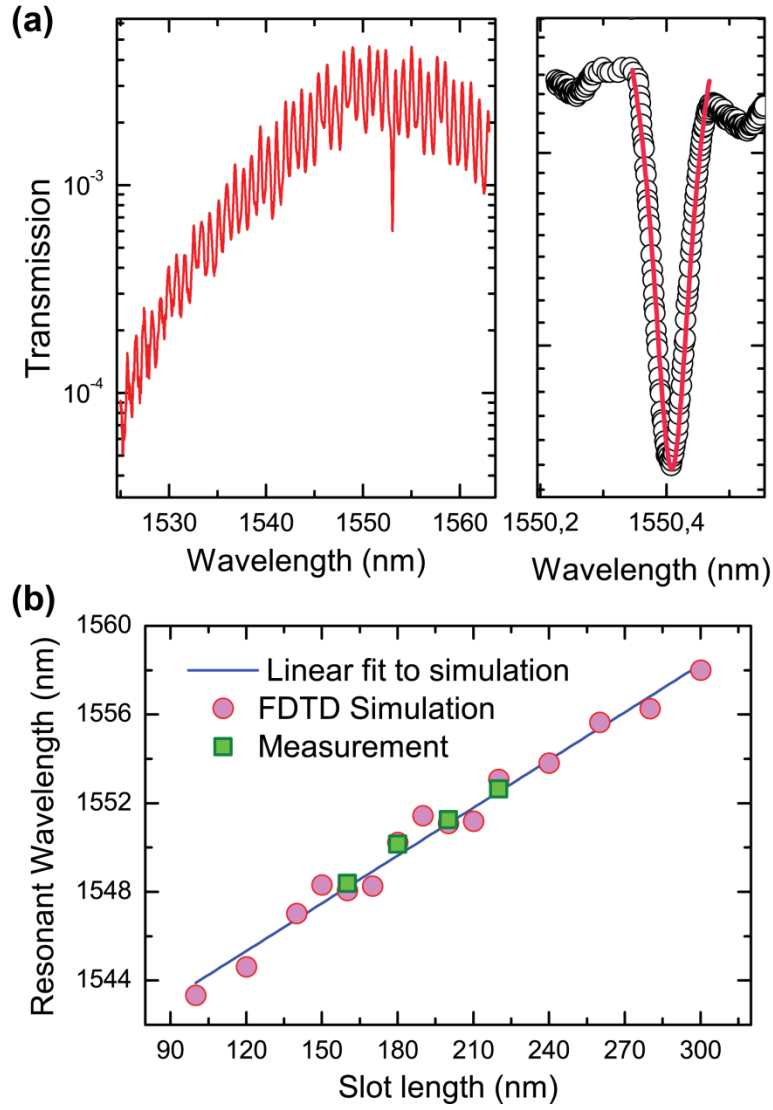 (a)
Transmission
10⁻³
10⁻⁴
1530 1540 1550 1560
Wavelength (nm)
1550,2 1550,4
Wavelength (nm)
(b)
Resonant Wavelength (nm)
1560
1556
1552
1548
1544
Linear fit to simulation
FDTD Simulation
Measurement
90 120 150 180 210 240 270 300
Slot length (nm)